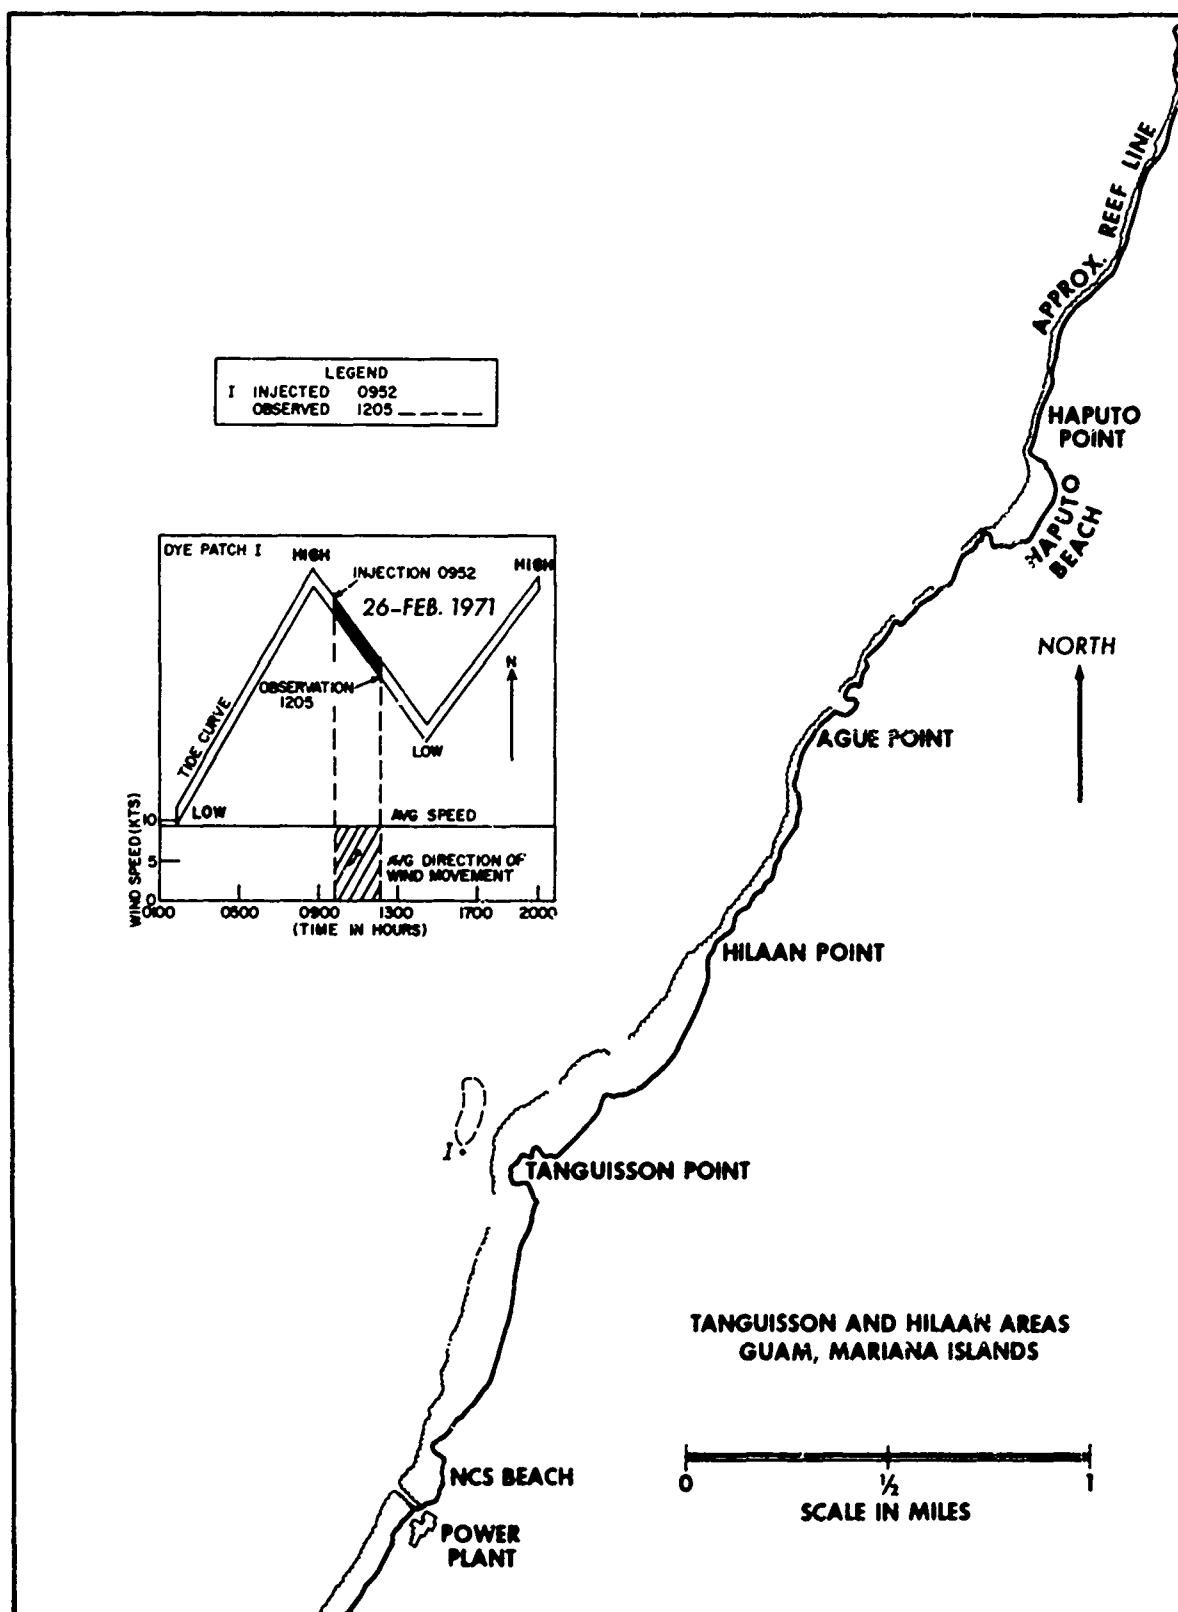 APPROX. REEF LINE
LEGEND
I INJECTED 0952
OBSERVED 1205
HAPUTO
POINT
HAPUTO
BEACH
DYE PATCH I
HIGH
INJECTION 0952
HIGH
26-FEB. 1971
N
OBSERVATION
1205
TIDE CURVE
LOW
LOW
NORTH
AGUE POINT
WIND SPEED (KTS)
10
5
0
AVG SPEED
AVG DIRECTION OF
WIND MOVEMENT
0100 0500 0900 1300 1700 2000
(TIME IN HOURS)
HILAAN POINT
I
TANGUISSON POINT
TANGUISSON AND HILAAN AREAS
GUAM, MARIANA ISLANDS
0 ½ 1
SCALE IN MILES
NCS BEACH
POWER
PLANT